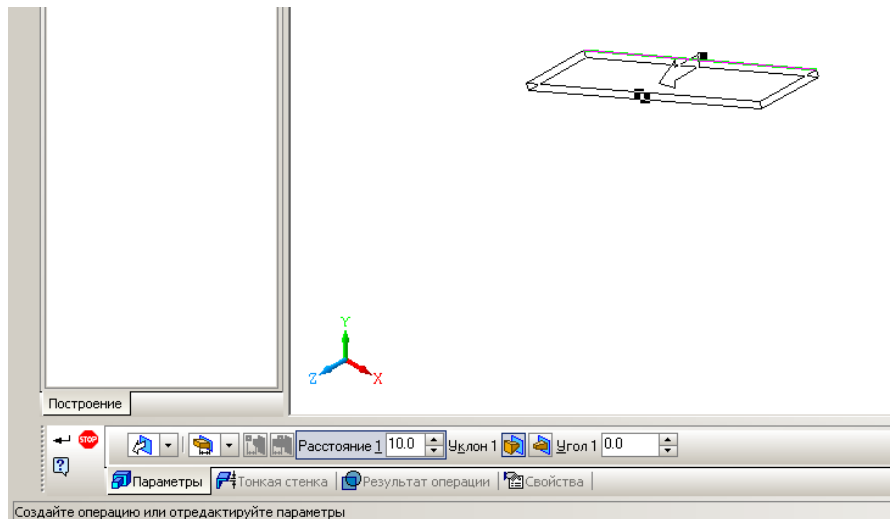 Y
Z
X
Построение
STOP
Расстояние 1 10.0 Уклон 1 Угол 1 0.0
Параметры Тонкая стенка Результат операции Свойства
Создайте операцию или отредактируйте параметры